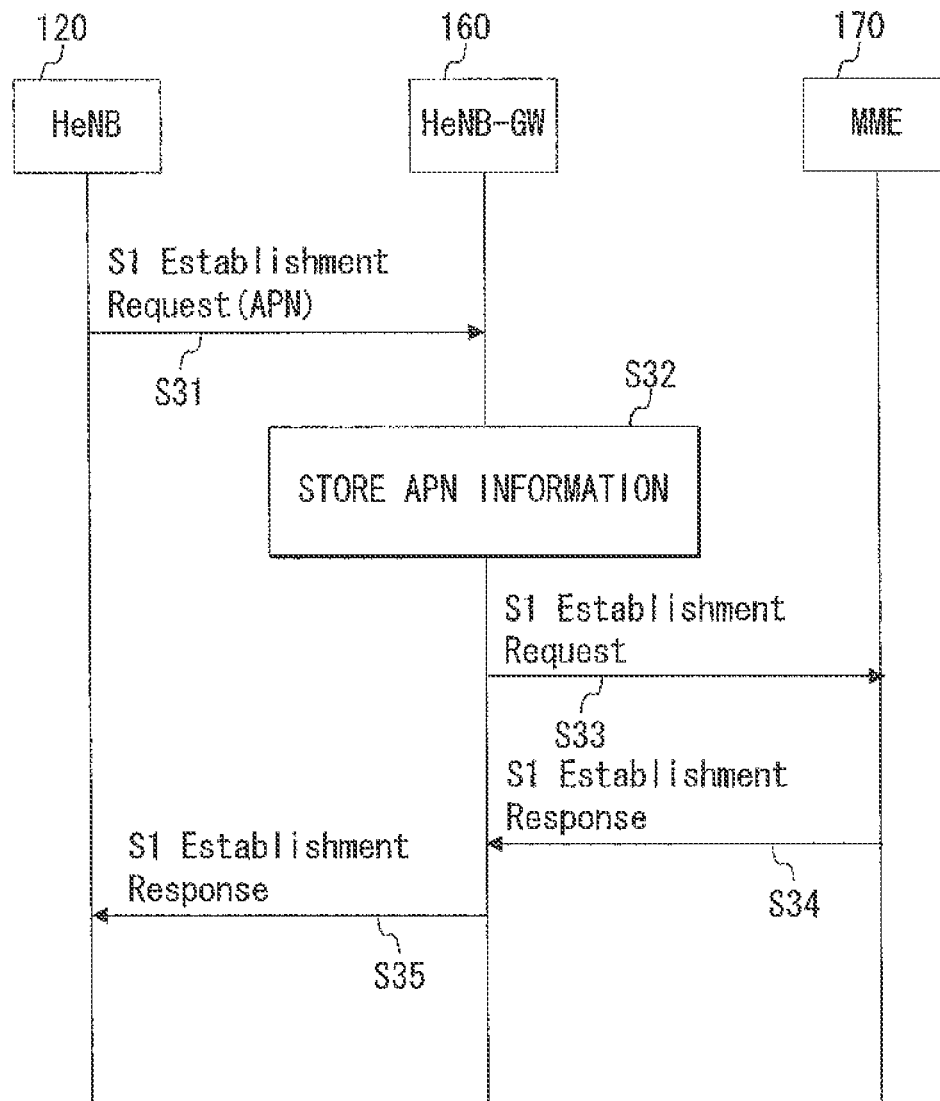 120
160
170
HeNB
HeNB-GW
MME
S1 Establishment
Request(APN)
S31
S32
STORE APN INFORMATION
S1 Establishment
Request
S33
S1 Establishment
Response
S34
S1 Establishment
Response
S35